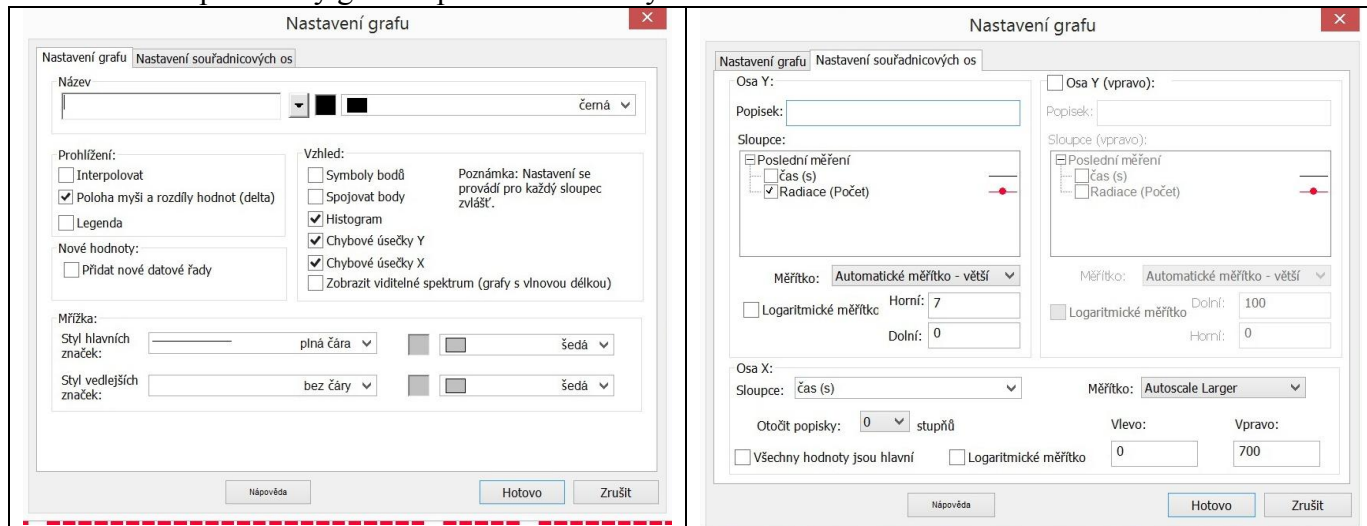 Nastavení grafu
Nastavení grafu Nastavení souřadnicových os
Název
černá
Prohlížení:
Interpolovat
Poloha myši a rozdíly hodnot (delta)
Legenda
Nové hodnoty:
Přidat nové datové řady
Vzhled:
Symboly bodů
Spojovat body
Histogram
Chybové úsečky Y
Chybové úsečky X
Zobrazit viditelné spektrum (grafy s vlnovou délkou)
Poznámka: Nastavení se
provádí pro každý sloupec
zvlášť.
Mřížka:
Styl hlavních
značek:
plná čára
šedá
Styl vedlejších
značek:
bez čáry
šedá
Nápověda
Hotovo
Zrušit
Nastavení grafu
Nastavení grafu Nastavení souřadnicových os
Osa Y:
Popisek:
Sloupce:
Poslední měření
čas (s)
Radiace (Počet)
Měřítko: Automatické měřítko - větší
Logaritmické měřítko
Horní: 7
Dolní: 0
Osa Y (vpravo):
Popisek:
Sloupce (vpravo):
Poslední měření
čas (s)
Radiace (Počet)
Měřítko: Automatické měřítko - větší
Logaritmické měřítko
Dolní: 100
Horní: 0
Osa X:
Sloupce: čas (s)
Měřítko: Autoscale Larger
Otočit popisky: 0 stupňů
Vlevo: Vpravo:
Všechny hodnoty jsou hlavní
Logaritmické měřítko
0 700
Nápověda
Hotovo
Zrušit